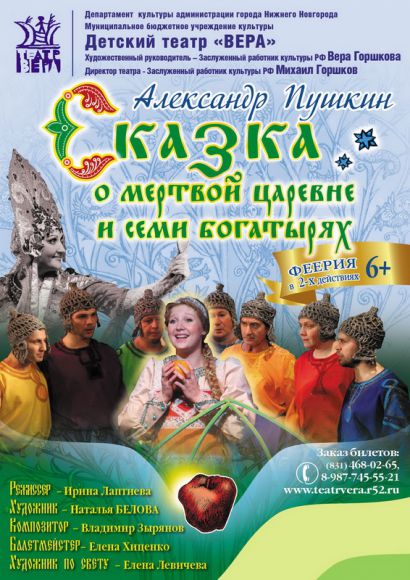 Департамент культуры администрации города Нижнего Новгорода
Муниципальное бюджетное учреждение культуры
Детский театр «ВЕРА»
Художественный руководитель – Заслуженный работник культуры РФ Вера Горшкова
Директор театра - Заслуженный работник культуры РФ Михаил Горшков
ТЕАТР
ВЕРА
Александр Пушкин
Сказка
о мертвой царевне
и семи богатырях
ФЕЕРИЯ
в 2-х действиях
6+
Заказ билетов:
(831) 468-02-65,
8-987-745-55-21
www.teatrvera.r52.ru
Режиссер - Ирина Лаптиева
Художник - Наталья БЕЛОВА
Композитор - Владимир Зырянов
Балетмейстер- Елена Хиценко
Художник по свету - Елена Левичева